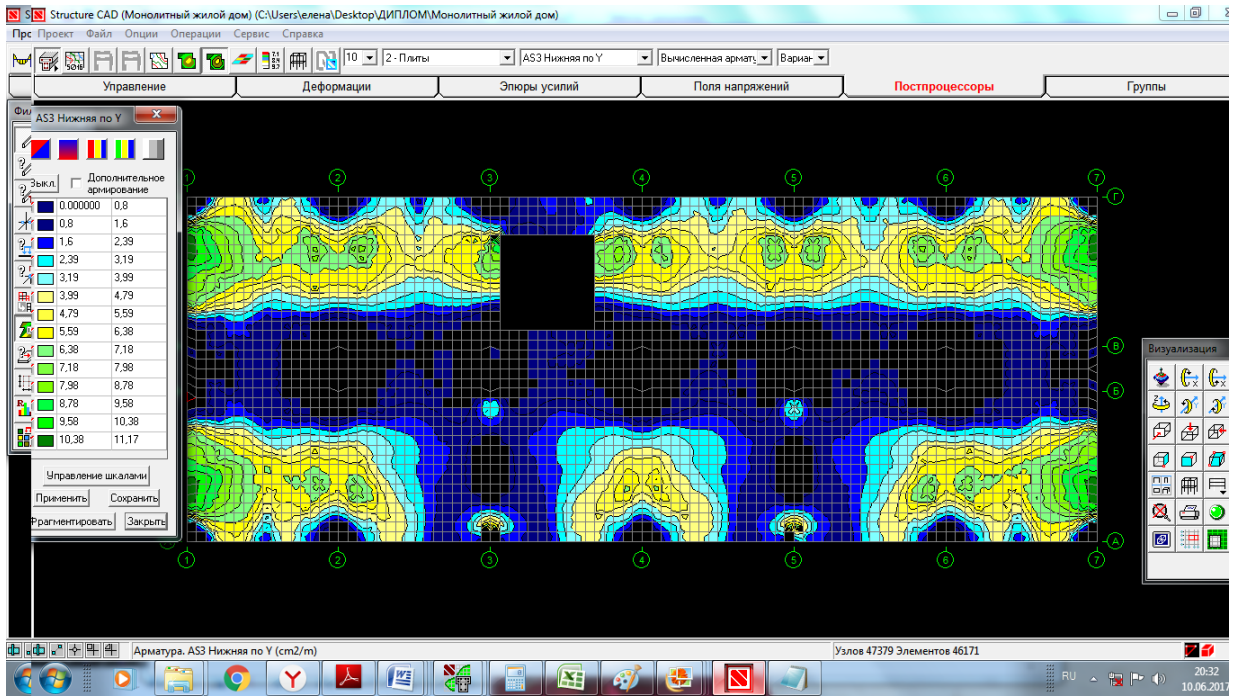 S Structure CAD (Монолитный жилой дом) (C:\Users\елена\Desktop\ДИПЛОМ\Монолитный жилой дом)
Прс Проект Файл Опции Операции Сервис Справка
10 2 - Плиты AS3 Нижняя по Y Вычисленная армат Вариан
Управление Деформации Эпюры усилий Поля напряжений Постпроцессоры Группы
Фи
AS3 Нижняя по Y
Выкл. Дополнительное
армирование
0.000000 0,8
0,8 1,6
1,6 2,39
2,39 3,19
3,19 3,99
3,99 4,79
4,79 5,59
5,59 6,38
6,38 7,18
7,18 7,98
7,98 8,78
8,78 9,58
9,58 10,38
10,38 11,17
Управление шкалами
Применить Сохранить
Фрагментировать Закрыть
1 2 3 4 5 6 7
Г
В
Б
А
1 2 3 4 5 6 7
Визуализация
Арматура. AS3 Нижняя по Y (cm2/m) Узлов 47379 Элементов 46171
RU 20:32
10.06.2017